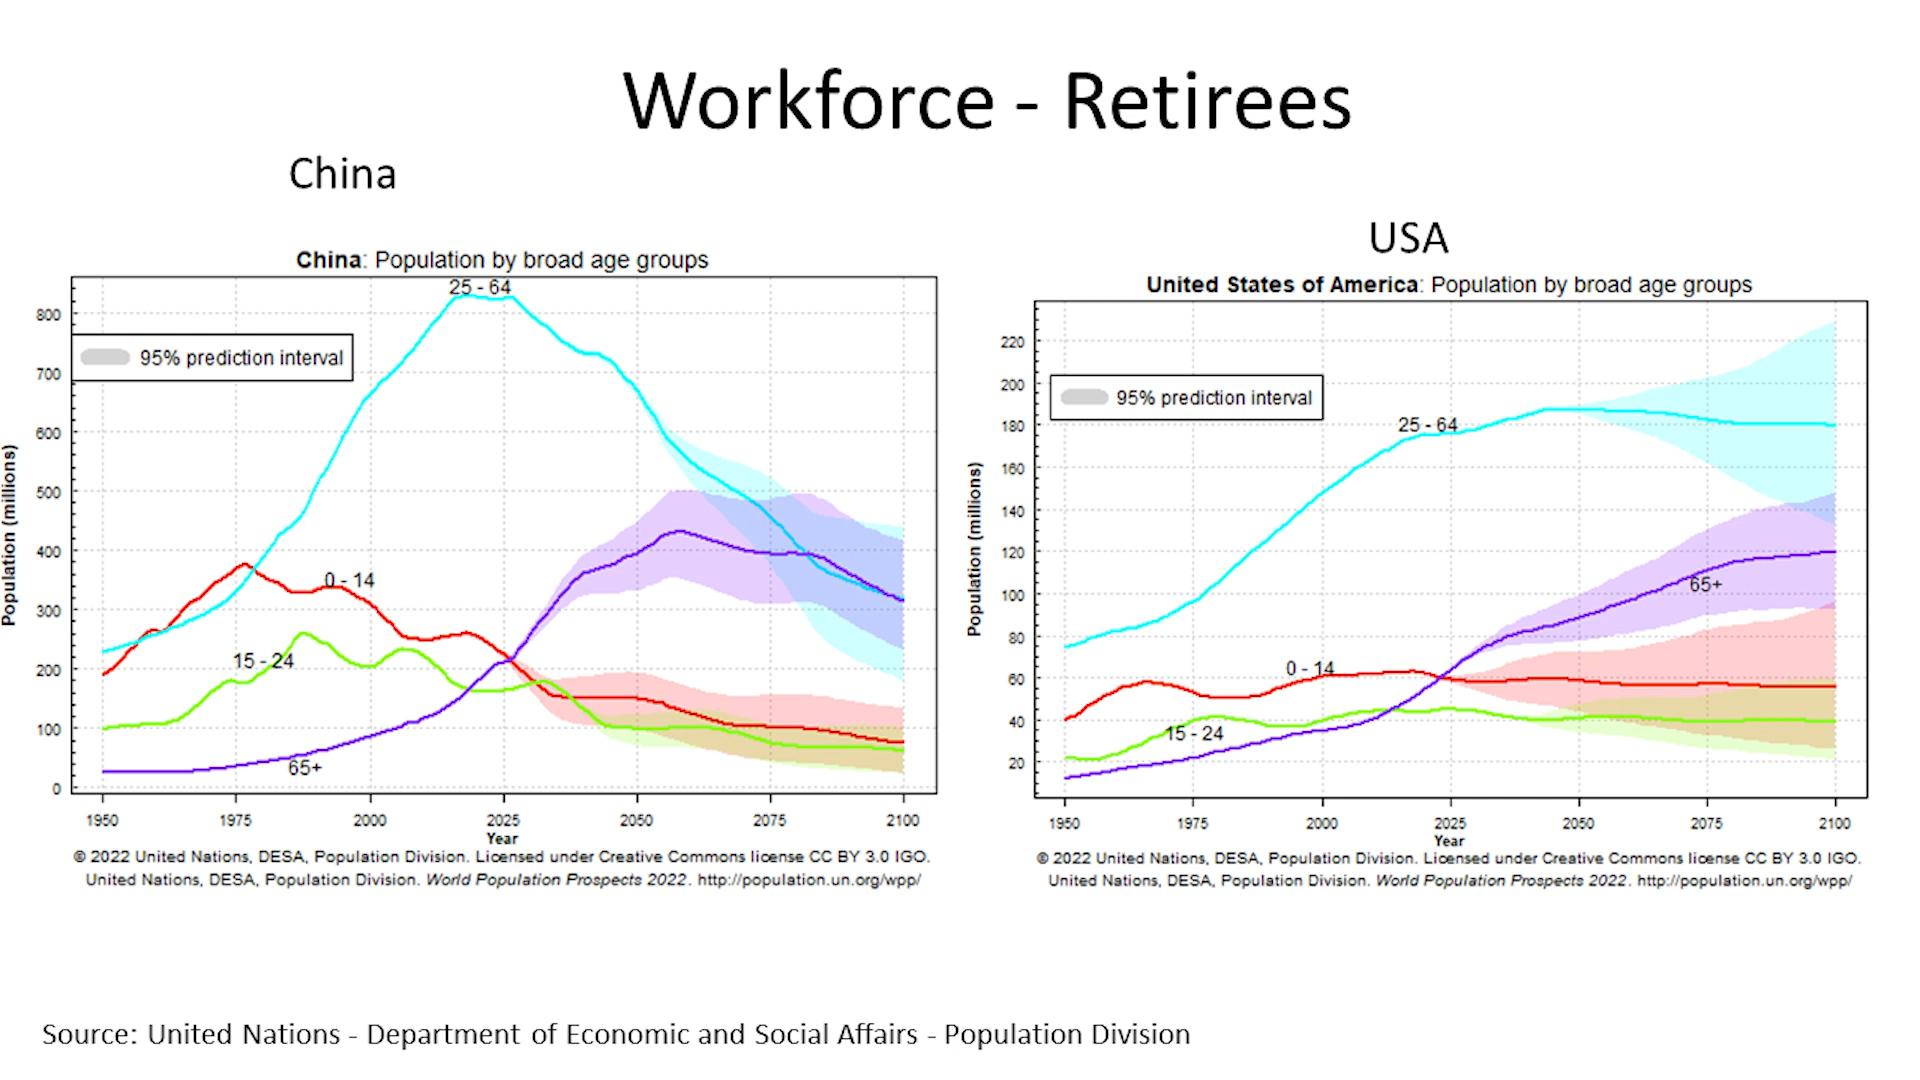 Workforce - Retirees
China
China: Population by broad age groups
25 - 64
95% prediction interval
0 - 14
15 - 24
65+
Population (millions)
800
700
600
500
400
300
200
100
0
1950 1975 2000 2025 2050 2075 2100
Year
© 2022 United Nations, DESA, Population Division. Licensed under Creative Commons license CC BY 3.0 IGO.
United Nations, DESA, Population Division. World Population Prospects 2022. http://population.un.org/wpp/
USA
United States of America: Population by broad age groups
95% prediction interval
25 - 64
65+
0 - 14
15 - 24
Population (millions)
220
200
180
160
140
120
100
80
60
40
20
1950 1975 2000 2025 2050 2075 2100
Year
© 2022 United Nations, DESA, Population Division. Licensed under Creative Commons license CC BY 3.0 IGO.
United Nations, DESA, Population Division. World Population Prospects 2022. http://population.un.org/wpp/
Source: United Nations - Department of Economic and Social Affairs - Population Division